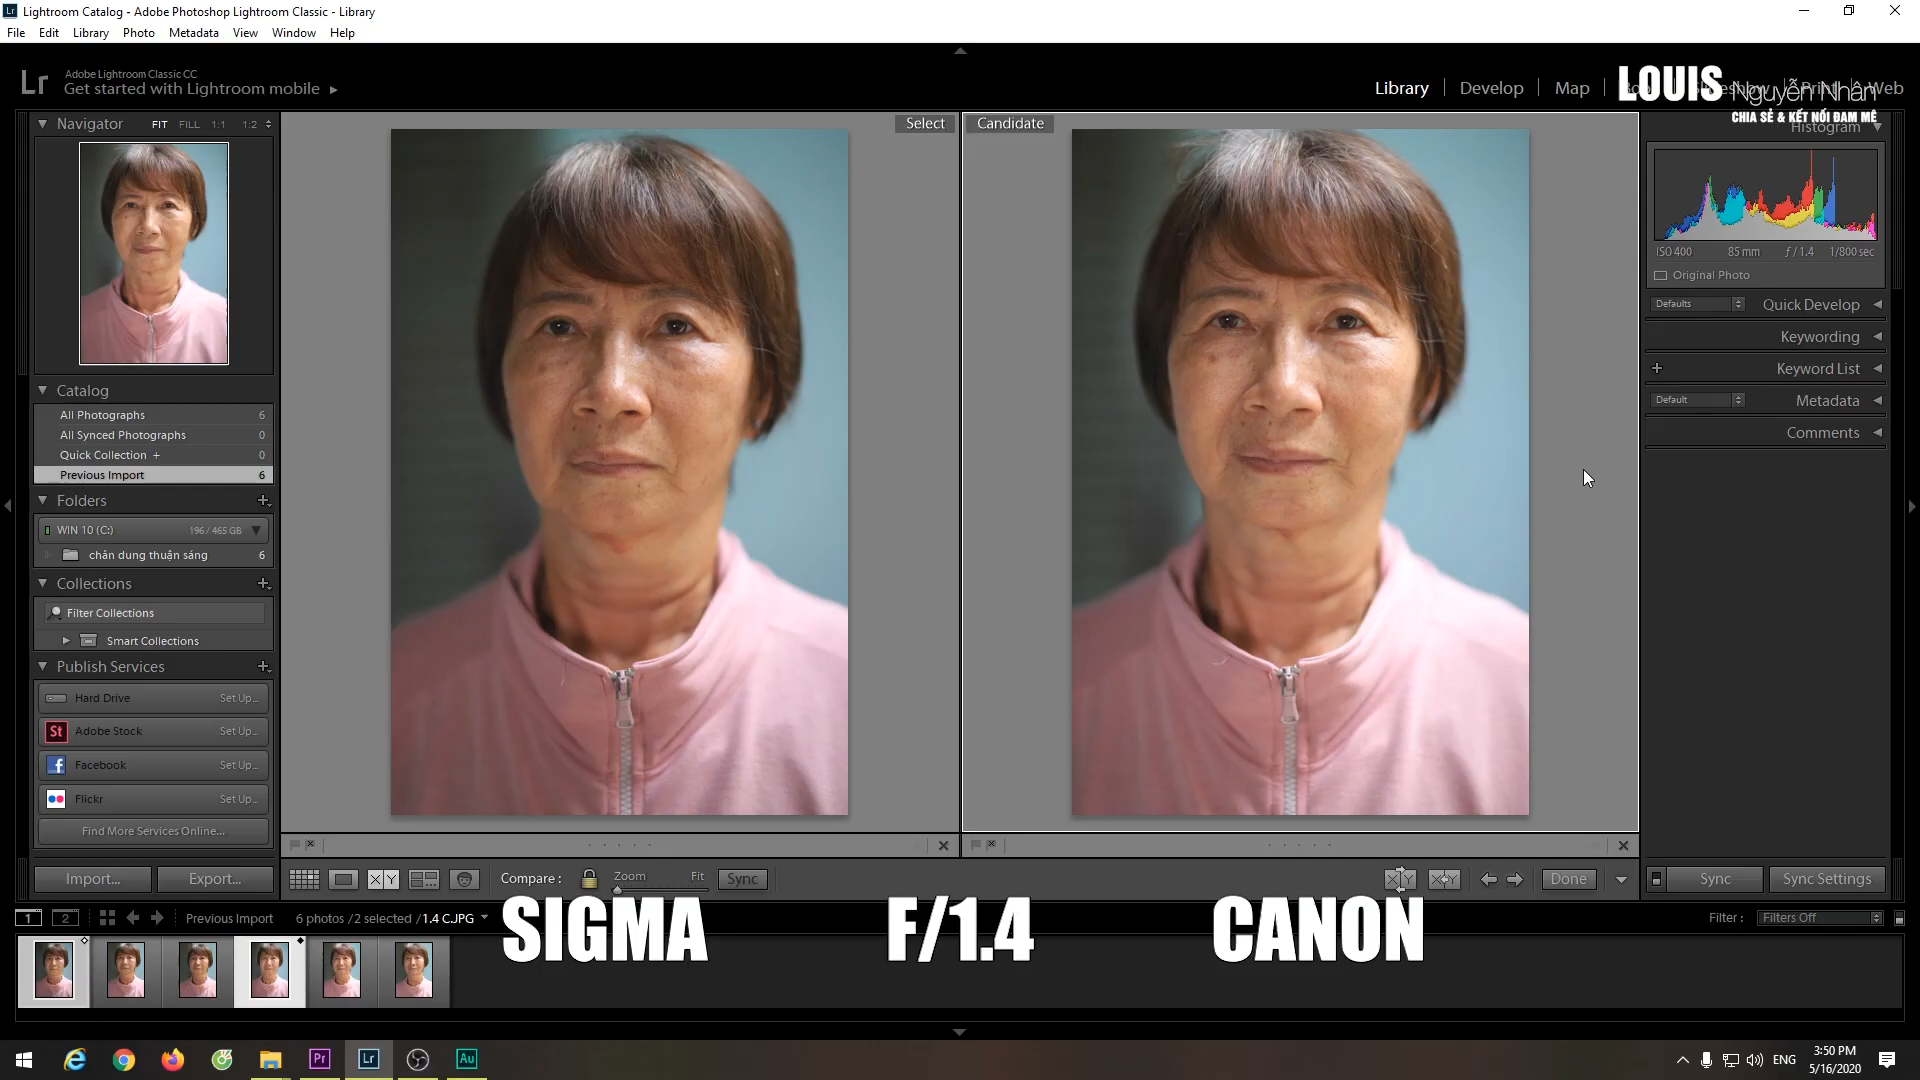 Lightroom Catalog - Adobe Photoshop Lightroom Classic - Library
File Edit Library Photo Metadata View Window Help
Lr
Adobe Lightroom Classic CC
Get started with Lightroom mobile
Library Develop Map Web
LOUIS Nguyễn Nhân
CHIA SẺ & KẾT NỐI ĐAM MÊ
Navigator FIT FILL 1:1 1:2
Select
Candidate
Histogram
ISO 400 85 mm ƒ / 1.4 1/800 sec
Original Photo
Defaults Quick Develop
Keywording
Keyword List
Default Metadata
Comments
Catalog
All Photographs 6
All Synced Photographs 0
Quick Collection + 0
Previous Import 6
Folders
WIN 10 (C:) 196 / 465 GB
chân dung thuận sáng 6
Collections
Filter Collections
Smart Collections
Publish Services
Hard Drive Set Up...
St Adobe Stock Set Up...
Facebook Set Up...
Flickr Set Up...
Find More Services Online...
Import... Export...
XY Compare : Zoom Fit Sync
Done
Sync Sync Settings
1 2 Previous Import 6 photos / 2 selected / 1.4 C.JPG
Filter : Filters Off
SIGMA F/1.4 CANON
Pr Lr Au
ENG
3:50 PM
5/16/2020